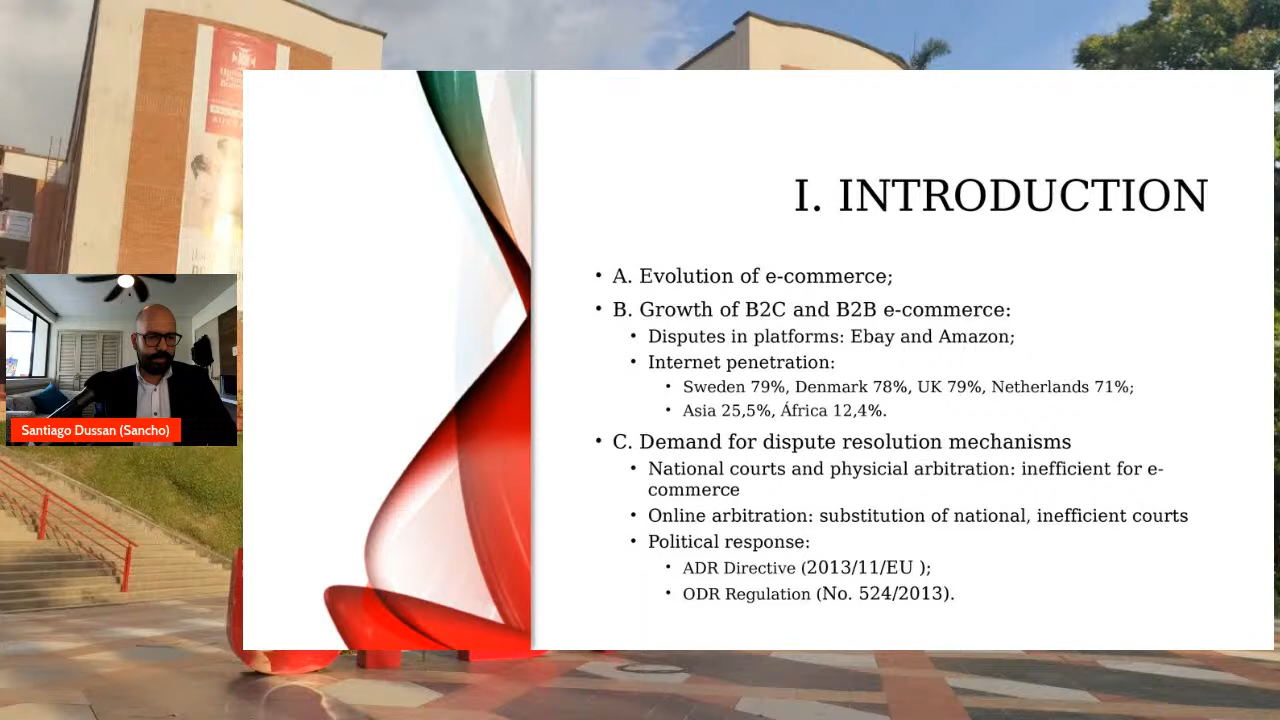 I. INTRODUCTION
• A. Evolution of e-commerce;
• B. Growth of B2C and B2B e-commerce:
• Disputes in platforms: Ebay and Amazon;
• Internet penetration:
• Sweden 79%, Denmark 78%, UK 79%, Netherlands 71%;
• Asia 25,5%, África 12,4%.
• C. Demand for dispute resolution mechanisms
• National courts and physicial arbitration: inefficient for e-
commerce
• Online arbitration: substitution of national, inefficient courts
• Political response:
• ADR Directive (2013/11/EU );
• ODR Regulation (No. 524/2013).
Santiago Dussan (Sancho)